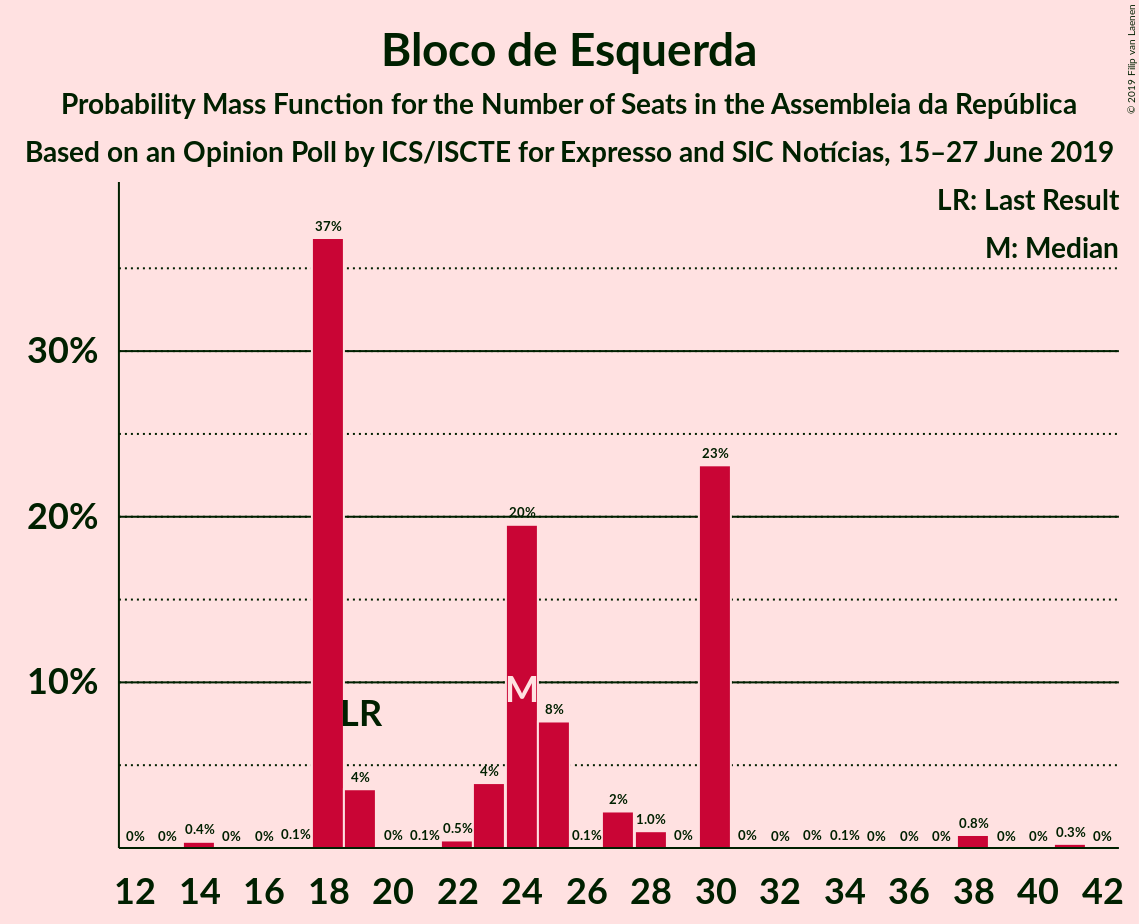 Bloco de Esquerda
Probability Mass Function for the Number of Seats in the Assembleia da República
Based on an Opinion Poll by ICS/ISCTE for Expresso and SIC Notícias, 15–27 June 2019
© 2019 Filip van Laenen
LR: Last Result
M: Median
30%
20%
10%
0% 0% 0.4% 0% 0% 0.1% 37% 4% 0% 0.1% 0.5% 4% 20% 8% 0.1% 2% 1.0% 0% 23% 0% 0% 0% 0.1% 0% 0% 0% 0.8% 0% 0% 0.3% 0%
LR
M
12 14 16 18 20 22 24 26 28 30 32 34 36 38 40 42